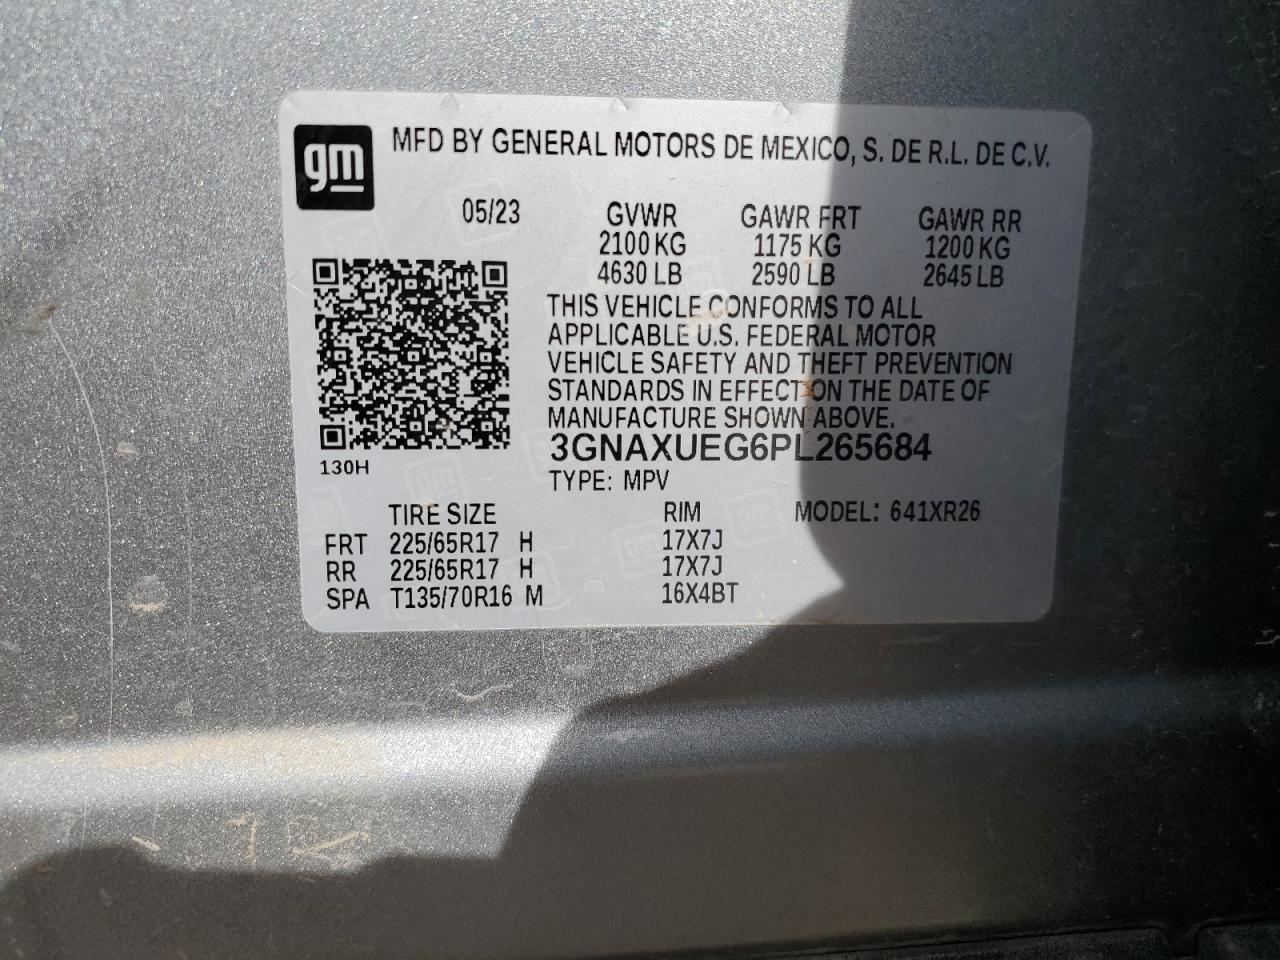 gm
MFD BY GENERAL MOTORS DE MEXICO, S. DE R.L. DE C.V.
05/23 GVWR GAWR FRT GAWR RR
2100 KG 1175 KG 1200 KG
4630 LB 2590 LB 2645 LB
THIS VEHICLE CONFORMS TO ALL
APPLICABLE U.S. FEDERAL MOTOR
VEHICLE SAFETY AND THEFT PREVENTION
STANDARDS IN EFFECT ON THE DATE OF
MANUFACTURE SHOWN ABOVE.
3GNAXUEG6PL265684
130H
TYPE: MPV
TIRE SIZE RIM MODEL: 641XR26
FRT 225/65R17 H 17X7J
RR 225/65R17 H 17X7J
SPA T135/70R16 M 16X4BT